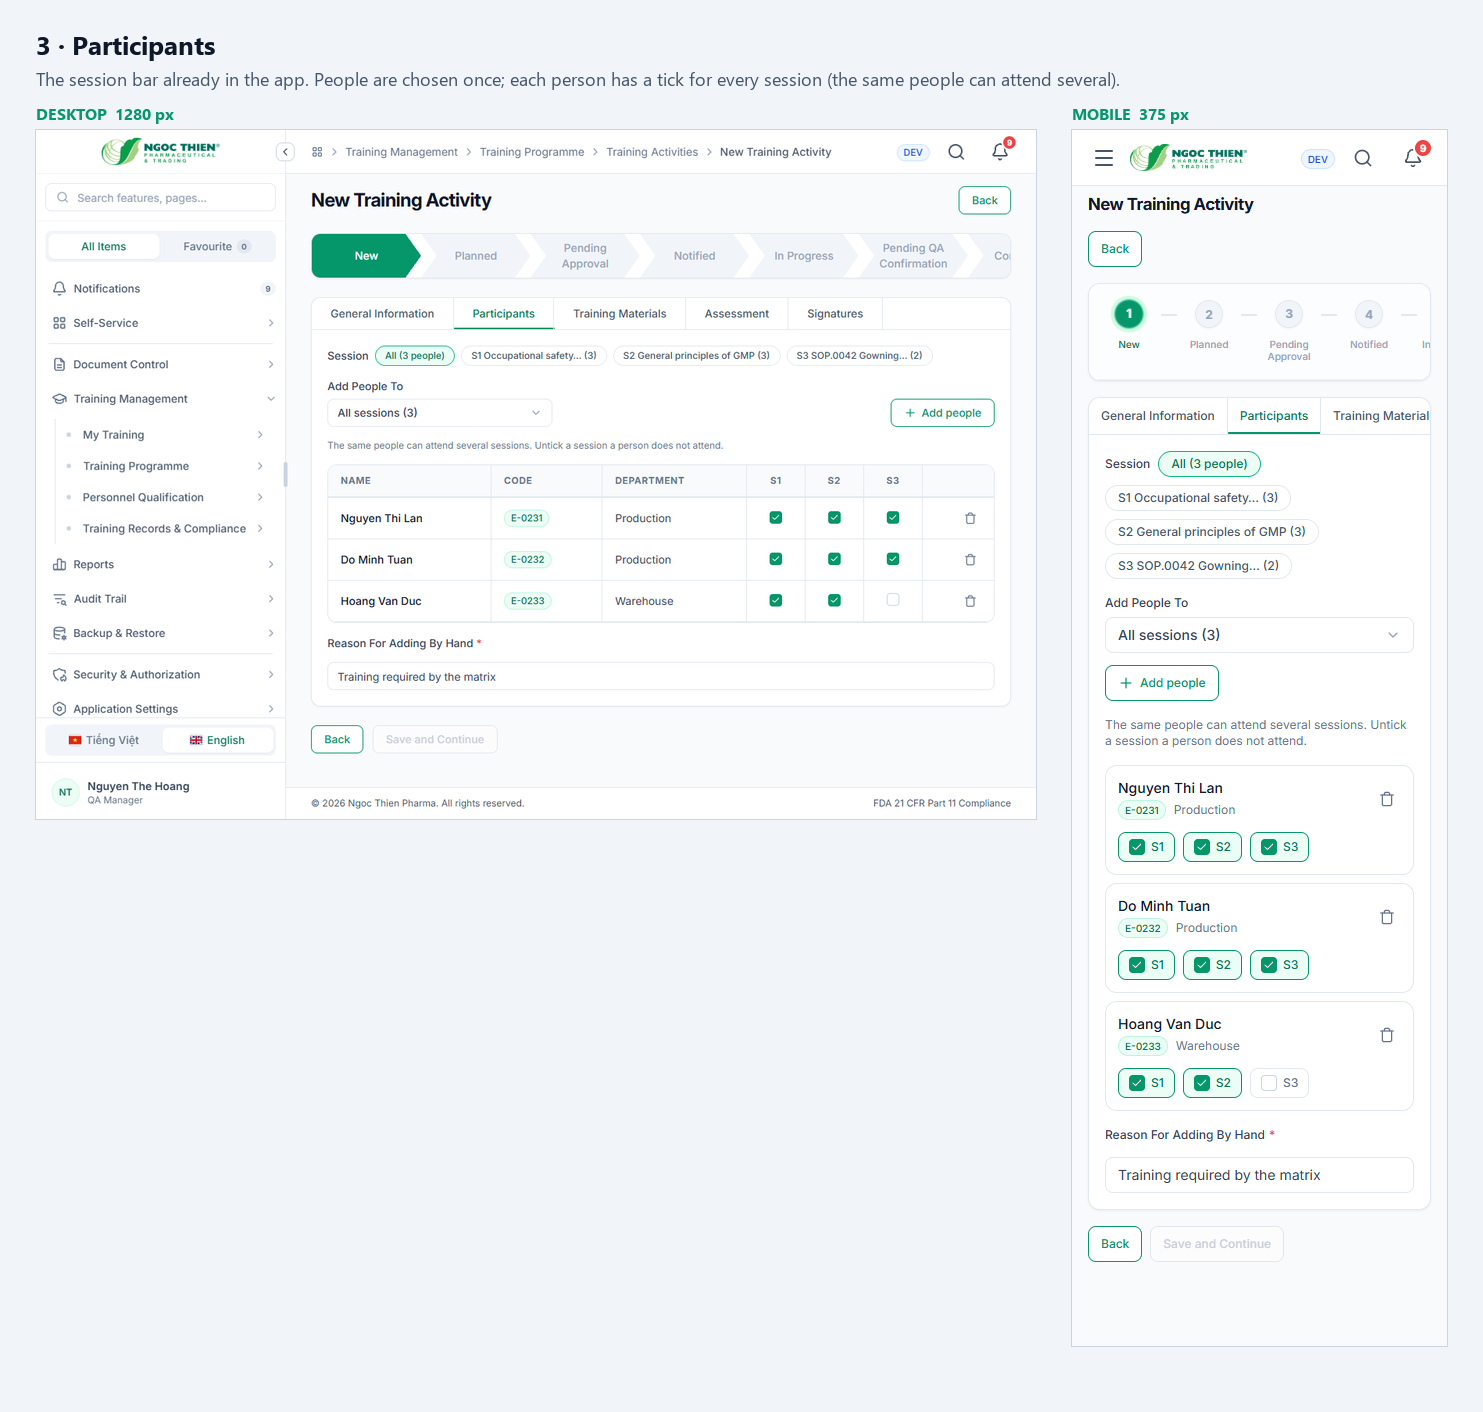 3 · Participants
The session bar already in the app. People are chosen once; each person has a tick for every session (the same people can attend several).
DESKTOP 1280 px
NGOC THIEN®
PHARMACEUTICAL
& TRADING
Training Management
Training Programme
Training Activities
New Training Activity
DEV
9
Search features, pages...
All Items
Favourite 0
Notifications
9
Self-Service
Document Control
Training Management
My Training
Training Programme
Personnel Qualification
Training Records & Compliance
Reports
Audit Trail
Backup & Restore
Security & Authorization
Application Settings
Tiếng Việt
English
NT
Nguyen The Hoang
QA Manager
New Training Activity
Back
New
Planned
Pending
Approval
Notified
In Progress
Pending QA
Confirmation
Co
General Information
Participants
Training Materials
Assessment
Signatures
Session
All (3 people)
S1 Occupational safety... (3)
S2 General principles of GMP (3)
S3 SOP.0042 Gowning... (2)
Add People To
All sessions (3)
+ Add people
The same people can attend several sessions. Untick a session a person does not attend.
NAME CODE DEPARTMENT S1 S2 S3
Nguyen Thi Lan E-0231 Production
Do Minh Tuan E-0232 Production
Hoang Van Duc E-0233 Warehouse
Reason For Adding By Hand *
Training required by the matrix
Back
Save and Continue
© 2026 Ngoc Thien Pharma. All rights reserved.
FDA 21 CFR Part 11 Compliance
MOBILE 375 px
NGOC THIEN®
PHARMACEUTICAL
& TRADING
DEV
9
New Training Activity
Back
1
2
3
4
New
Planned
Pending
Approval
Notified
In
General Information
Participants
Training Material
Session
All (3 people)
S1 Occupational safety... (3)
S2 General principles of GMP (3)
S3 SOP.0042 Gowning... (2)
Add People To
All sessions (3)
+ Add people
The same people can attend several sessions. Untick
a session a person does not attend.
Nguyen Thi Lan
E-0231 Production
S1 S2 S3
Do Minh Tuan
E-0232 Production
S1 S2 S3
Hoang Van Duc
E-0233 Warehouse
S1 S2 S3
Reason For Adding By Hand *
Training required by the matrix
Back
Save and Continue